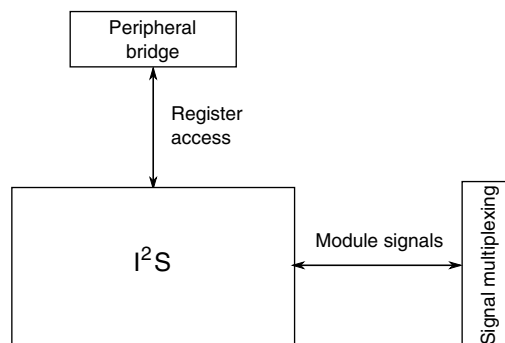 Peripheral
bridge
Register
access
I²S
Module signals
Signal multiplexing